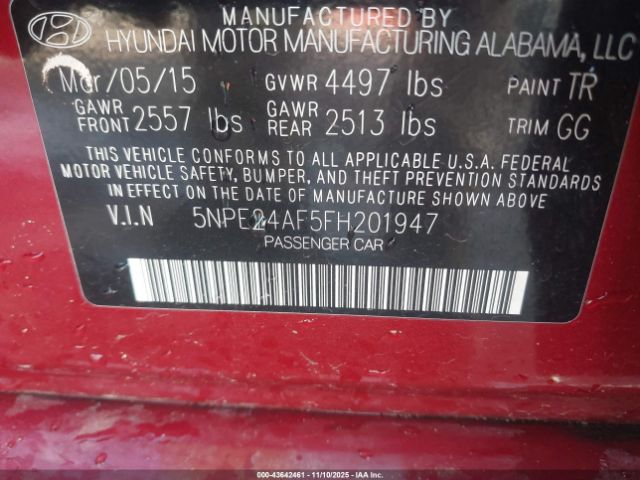 MANUFACTURED BY
HYUNDAI MOTOR MANUFACTURING ALABAMA, LLC
Mar/05/15 GVWR 4497 lbs PAINT TR
GAWR FRONT 2557 lbs GAWR REAR 2513 lbs TRIM GG
THIS VEHICLE CONFORMS TO ALL APPLICABLE U.S.A. FEDERAL
MOTOR VEHICLE SAFETY, BUMPER, AND THEFT PREVENTION STANDARDS
IN EFFECT ON THE DATE OF MANUFACTURE SHOWN ABOVE
V.I.N 5NPE24AF5FH201947
PASSENGER CAR
000-43642461 - 11/10/2025 - IAAI.COM